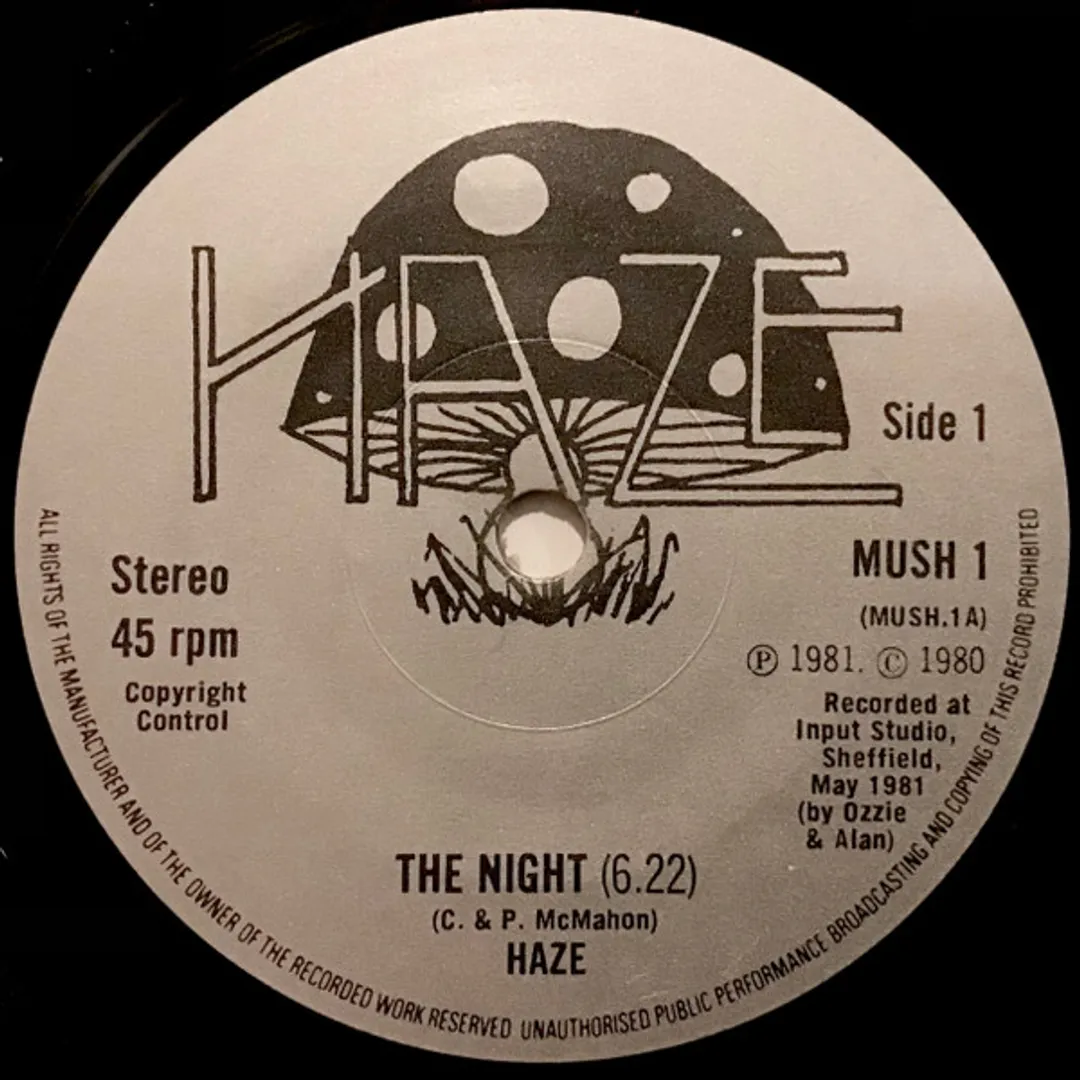 HAZE
Side 1
Stereo
45 rpm
Copyright
Control
MUSH 1
(MUSH.1A)
Ⓟ 1981. © 1980
Recorded at
Input Studio,
Sheffield,
May 1981
(by Ozzie
& Alan)
THE NIGHT (6.22)
(C. & P. McMahon)
HAZE
ALL RIGHTS OF THE MANUFACTURER AND OF THE OWNER OF THE RECORDED WORK RESERVED UNAUTHORISED PUBLIC PERFORMANCE BROADCASTING AND COPYING OF THIS RECORD PROHIBITED